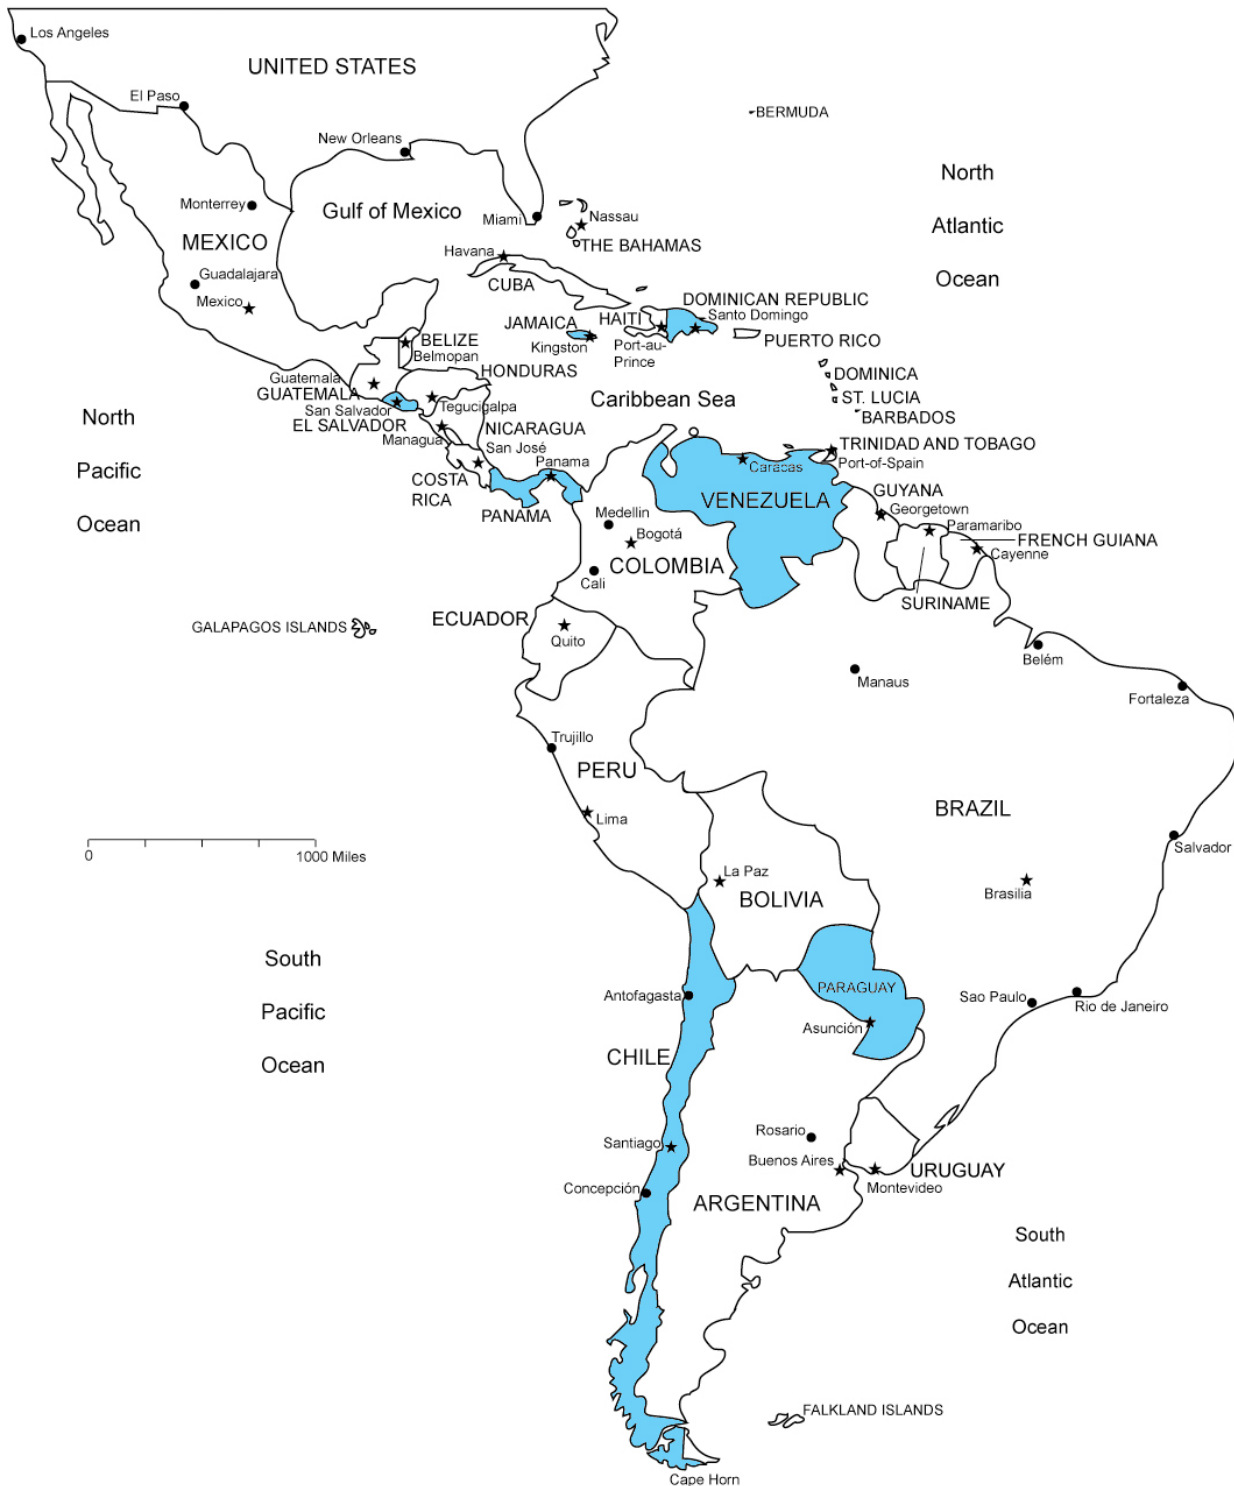 Los Angeles
UNITED STATES
El Paso
BERMUDA
New Orleans
North
Atlantic
Ocean
Monterrey
Gulf of Mexico
Miami
Nassau
MEXICO
THE BAHAMAS
Havana
Guadalajara
CUBA
Mexico
DOMINICAN REPUBLIC
Santo Domingo
HAITI
JAMAICA
Kingston
Port-au-
Prince
PUERTO RICO
BELIZE
Belmopan
HONDURAS
DOMINICA
Guatemala
GUATEMALA
ST. LUCIA
Caribbean Sea
San Salvador
Tegucigalpa
BARBADOS
EL SALVADOR
NICARAGUA
Managua
San José
TRINIDAD AND TOBAGO
Port-of-Spain
North
Pacific
Ocean
Panama
Caracas
COSTA
RICA
PANAMA
VENEZUELA
GUYANA
Georgetown
Medellin
Paramaribo
Bogotá
FRENCH GUIANA
Cayenne
COLOMBIA
Cali
SURINAME
ECUADOR
GALAPAGOS ISLANDS
Quito
Belém
Manaus
Fortaleza
Trujillo
PERU
BRAZIL
Lima
Salvador
0
1000 Miles
La Paz
BOLIVIA
Brasilia
South
Pacific
Ocean
PARAGUAY
Antofagasta
Sao Paulo
Rio de Janeiro
Asunción
CHILE
Rosario
Santiago
Buenos Aires
URUGUAY
Montevideo
Concepción
ARGENTINA
South
Atlantic
Ocean
FALKLAND ISLANDS
Cape Horn